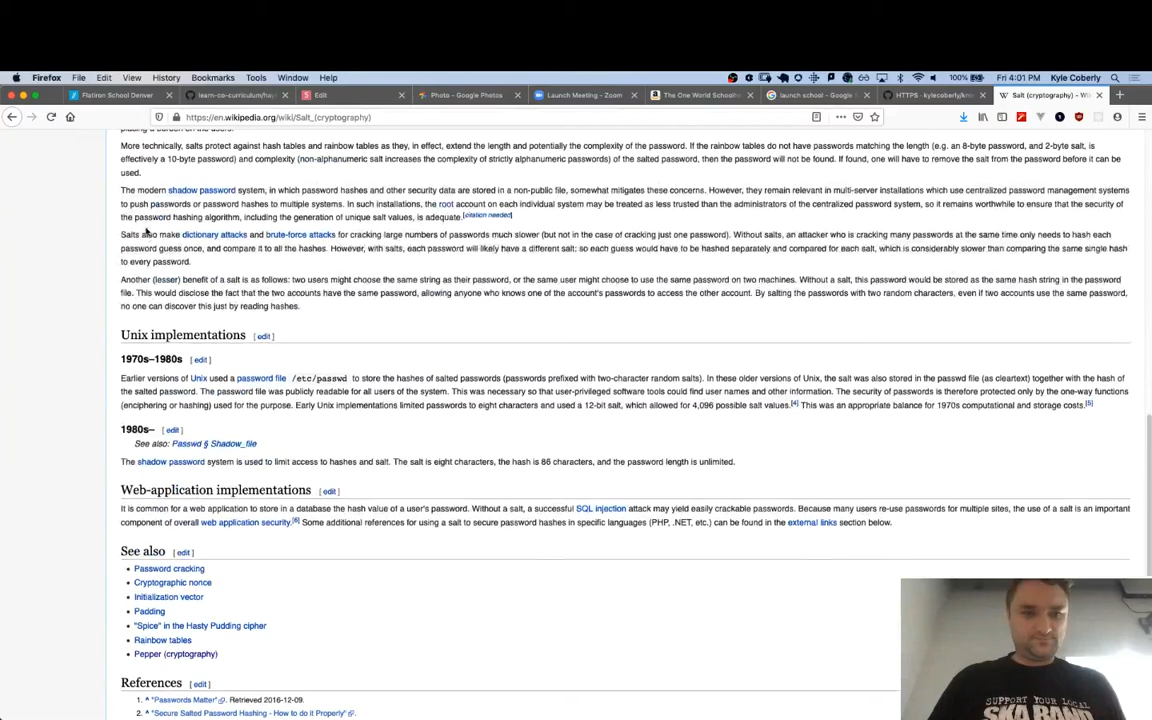 Firefox File Edit View History Bookmarks Tools Window Help 100% Fri 4:01 PM Kyle Coberly
Flatiron School Denver learn-co-curriculum/hay Edit Photo - Google Photos Launch Meeting - Zoom The One World Schoolh launch school - Google HTTPS · kylecoberly/kn Salt (cryptography) - Wi
https://en.wikipedia.org/wiki/Salt_(cryptography)
placing a burden on the users.
More technically, salts protect against hash tables and rainbow tables as they, in effect, extend the length and potentially the complexity of the password. If the rainbow tables do not have passwords matching the length (e.g. an 8-byte password, and 2-byte salt, is
effectively a 10-byte password) and complexity (non-alphanumeric salt increases the complexity of strictly alphanumeric passwords) of the salted password, then the password will not be found. If found, one will have to remove the salt from the password before it can be
used.
The modern shadow password system, in which password hashes and other security data are stored in a non-public file, somewhat mitigates these concerns. However, they remain relevant in multi-server installations which use centralized password management systems
to push passwords or password hashes to multiple systems. In such installations, the root account on each individual system may be treated as less trusted than the administrators of the centralized password system, so it remains worthwhile to ensure that the security of
the password hashing algorithm, including the generation of unique salt values, is adequate.[citation needed]
Salts also make dictionary attacks and brute-force attacks for cracking large numbers of passwords much slower (but not in the case of cracking just one password). Without salts, an attacker who is cracking many passwords at the same time only needs to hash each
password guess once, and compare it to all the hashes. However, with salts, each password will likely have a different salt; so each guess would have to be hashed separately and compared for each salt, which is considerably slower than comparing the same single hash
to every password.
Another (lesser) benefit of a salt is as follows: two users might choose the same string as their password, or the same user might choose to use the same password on two machines. Without a salt, this password would be stored as the same hash string in the password
file. This would disclose the fact that the two accounts have the same password, allowing anyone who knows one of the account's passwords to access the other account. By salting the passwords with two random characters, even if two accounts use the same password,
no one can discover this just by reading hashes.
Unix implementations [ edit ]
1970s–1980s [ edit ]
Earlier versions of Unix used a password file /etc/passwd to store the hashes of salted passwords (passwords prefixed with two-character random salts). In these older versions of Unix, the salt was also stored in the passwd file (as cleartext) together with the hash of
the salted password. The password file was publicly readable for all users of the system. This was necessary so that user-privileged software tools could find user names and other information. The security of passwords is therefore protected only by the one-way functions
(enciphering or hashing) used for the purpose. Early Unix implementations limited passwords to eight characters and used a 12-bit salt, which allowed for 4,096 possible salt values.[4] This was an appropriate balance for 1970s computational and storage costs.[5]
1980s– [ edit ]
See also: Passwd § Shadow_file
The shadow password system is used to limit access to hashes and salt. The salt is eight characters, the hash is 86 characters, and the password length is unlimited.
Web-application implementations [ edit ]
It is common for a web application to store in a database the hash value of a user's password. Without a salt, a successful SQL injection attack may yield easily crackable passwords. Because many users re-use passwords for multiple sites, the use of a salt is an important
component of overall web application security.[6] Some additional references for using a salt to secure password hashes in specific languages (PHP, .NET, etc.) can be found in the external links section below.
See also [ edit ]
• Password cracking
• Cryptographic nonce
• Initialization vector
• Padding
• "Spice" in the Hasty Pudding cipher
• Rainbow tables
• Pepper (cryptography)
References [ edit ]
1. ^ "Passwords Matter". Retrieved 2016-12-09.
2. ^ "Secure Salted Password Hashing - How to do it Properly".
SUPPORT YOUR LOCAL
SKA BAND